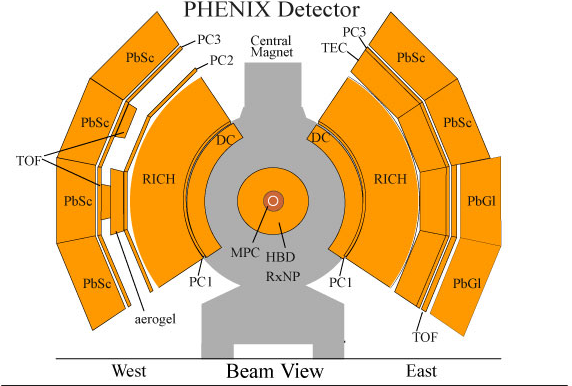 PHENIX Detector
Central
Magnet
PC3
PC2
PC3
TEC
PbSc
PbSc
PbSc
PbSc
TOF
DC
DC
RICH
RICH
PbSc
PbGl
MPC
HBD
RxNP
PbSc
PC1
PC1
PbGl
aerogel
TOF
West
Beam View
East